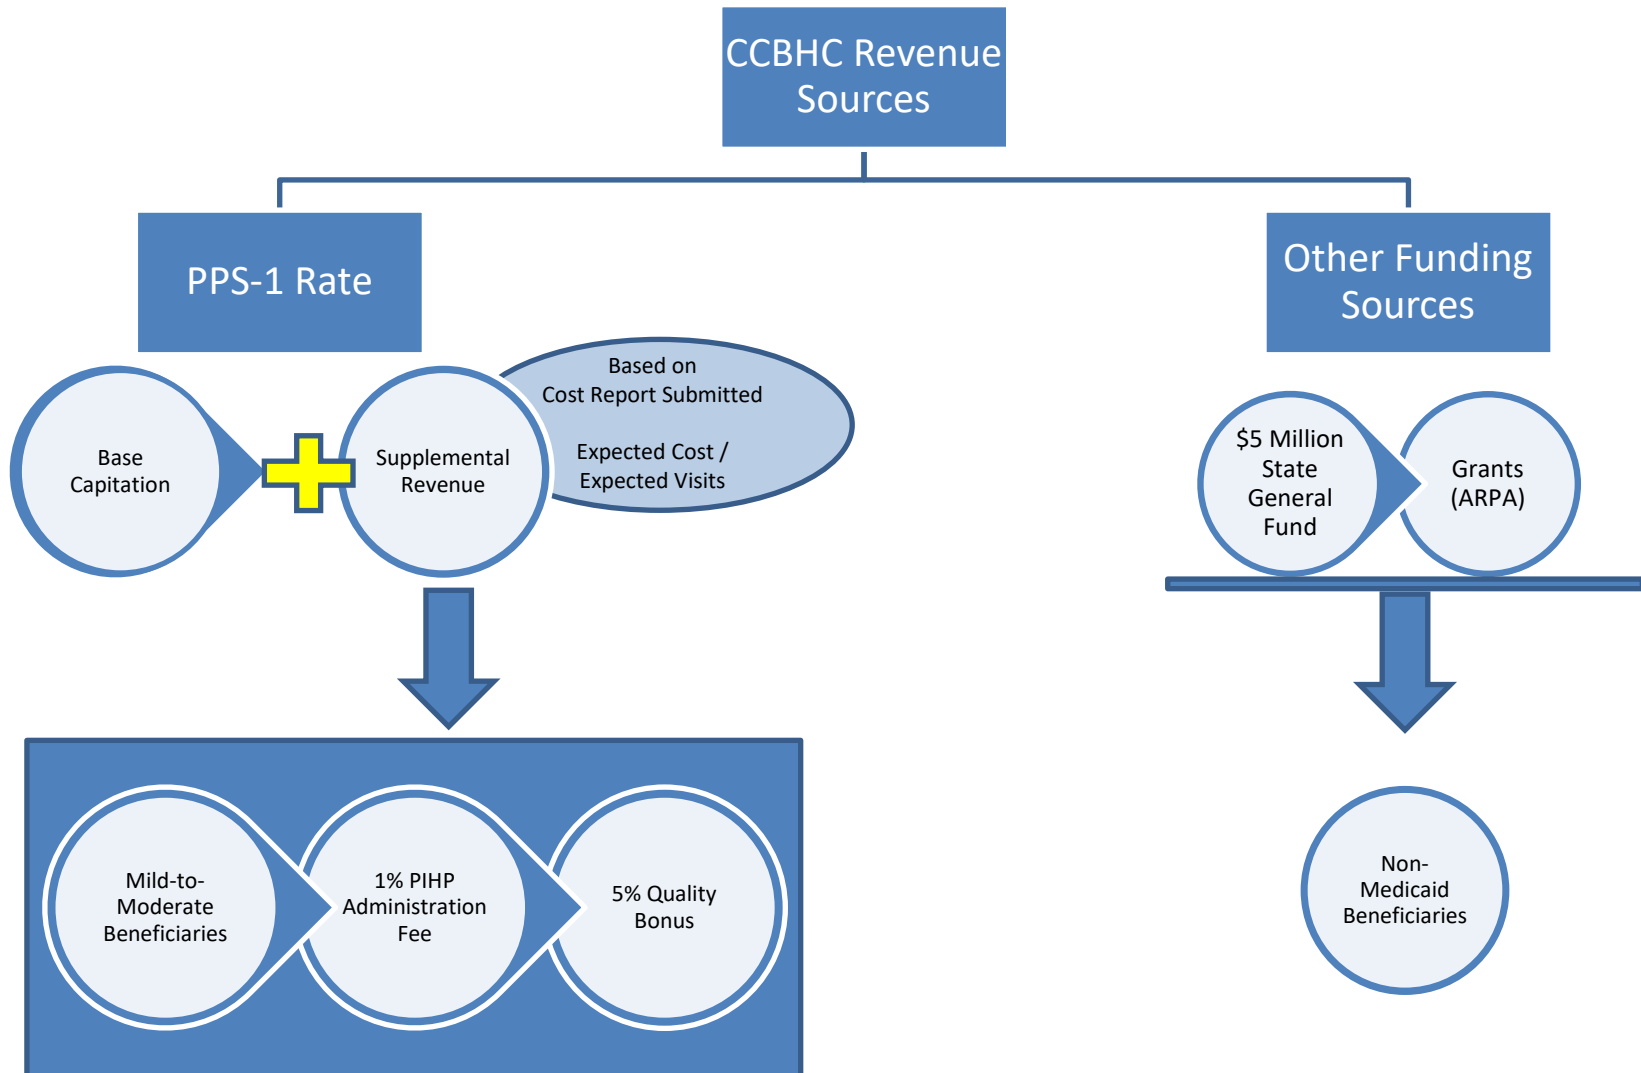 CCBHC Revenue
Sources
PPS-1 Rate
Other Funding
Sources
Base
Capitation
Supplemental
Revenue
Based on
Cost Report Submitted
Expected Cost /
Expected Visits
$5 Million
State
General
Fund
Grants
(ARPA)
Mild-to-
Moderate
Beneficiaries
1% PIHP
Administration
Fee
5% Quality
Bonus
Non-
Medicaid
Beneficiaries